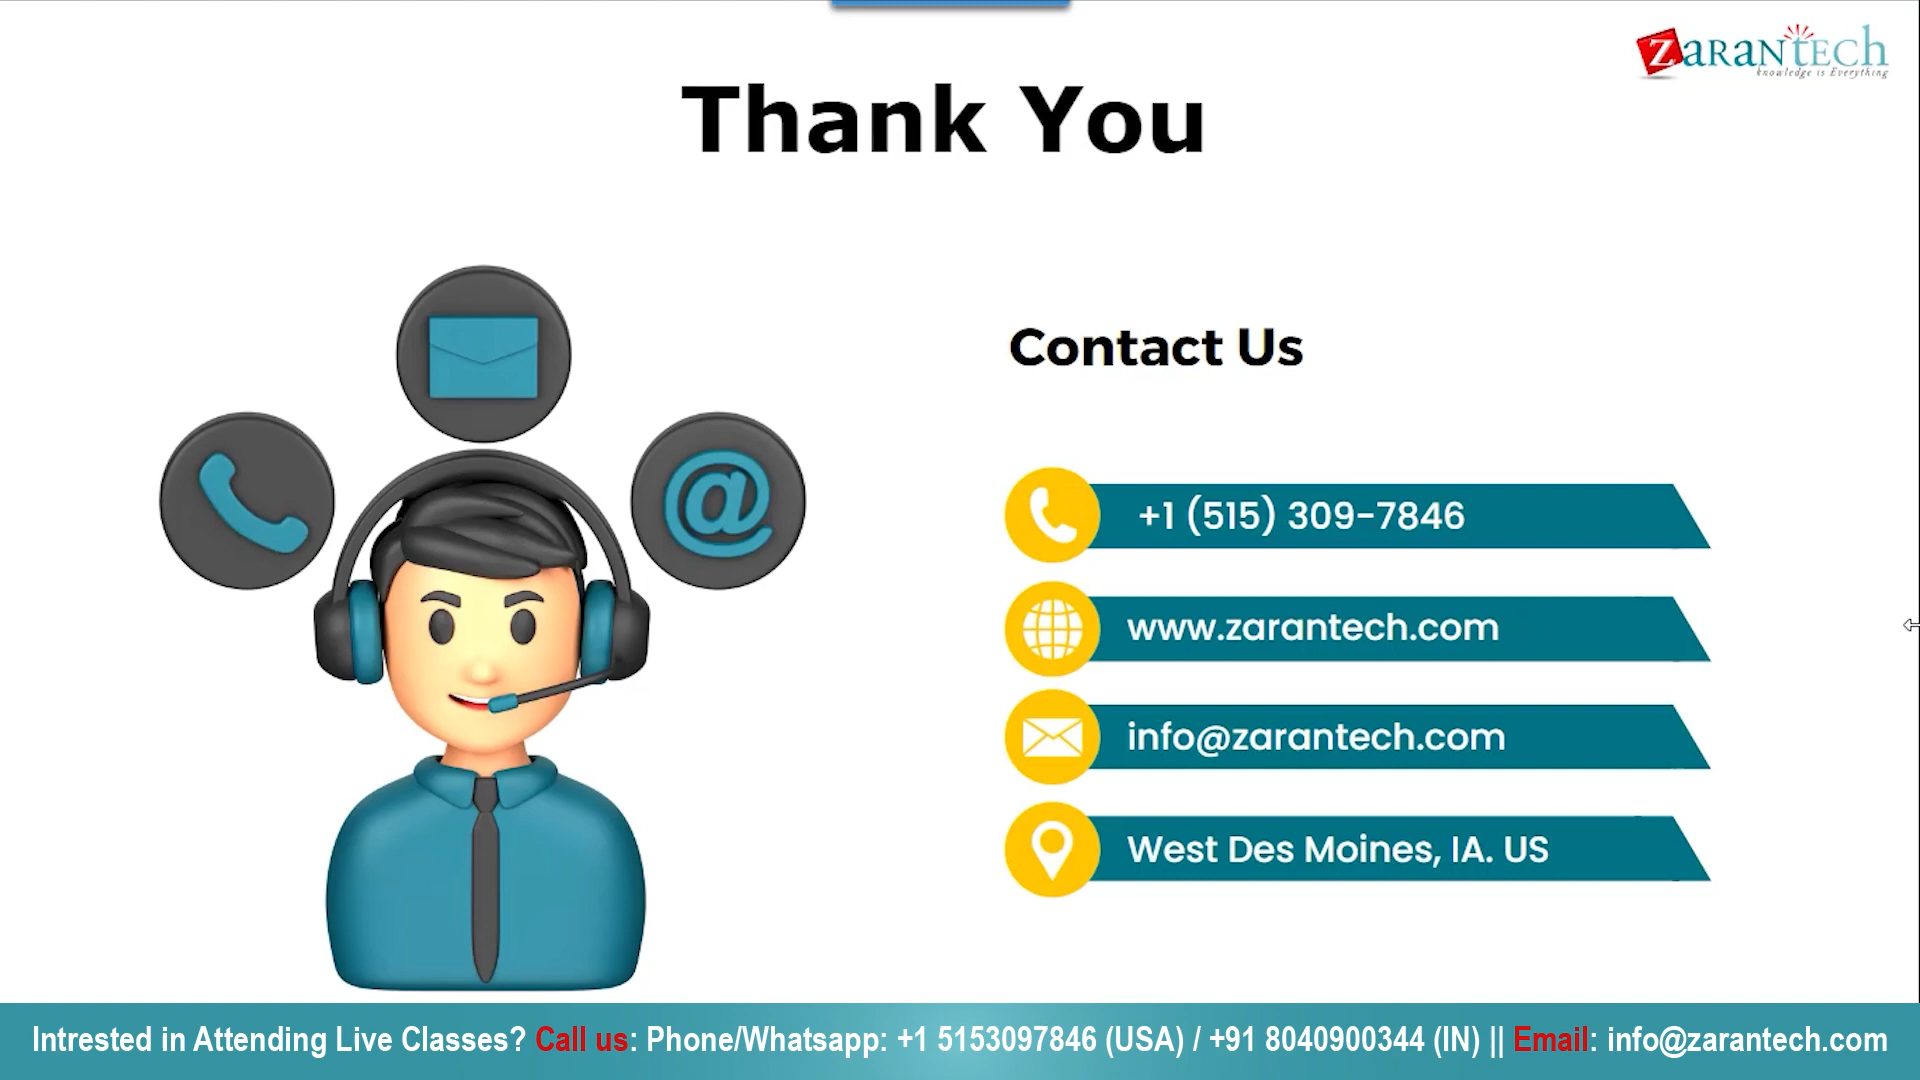 ZARANTECH
knowledge is Everything
Thank You
Contact Us
+1 (515) 309-7846
www.zarantech.com
info@zarantech.com
West Des Moines, IA. US
Intrested in Attending Live Classes? Call us: Phone/Whatsapp: +1 5153097846 (USA) / +91 8040900344 (IN) || Email: info@zarantech.com